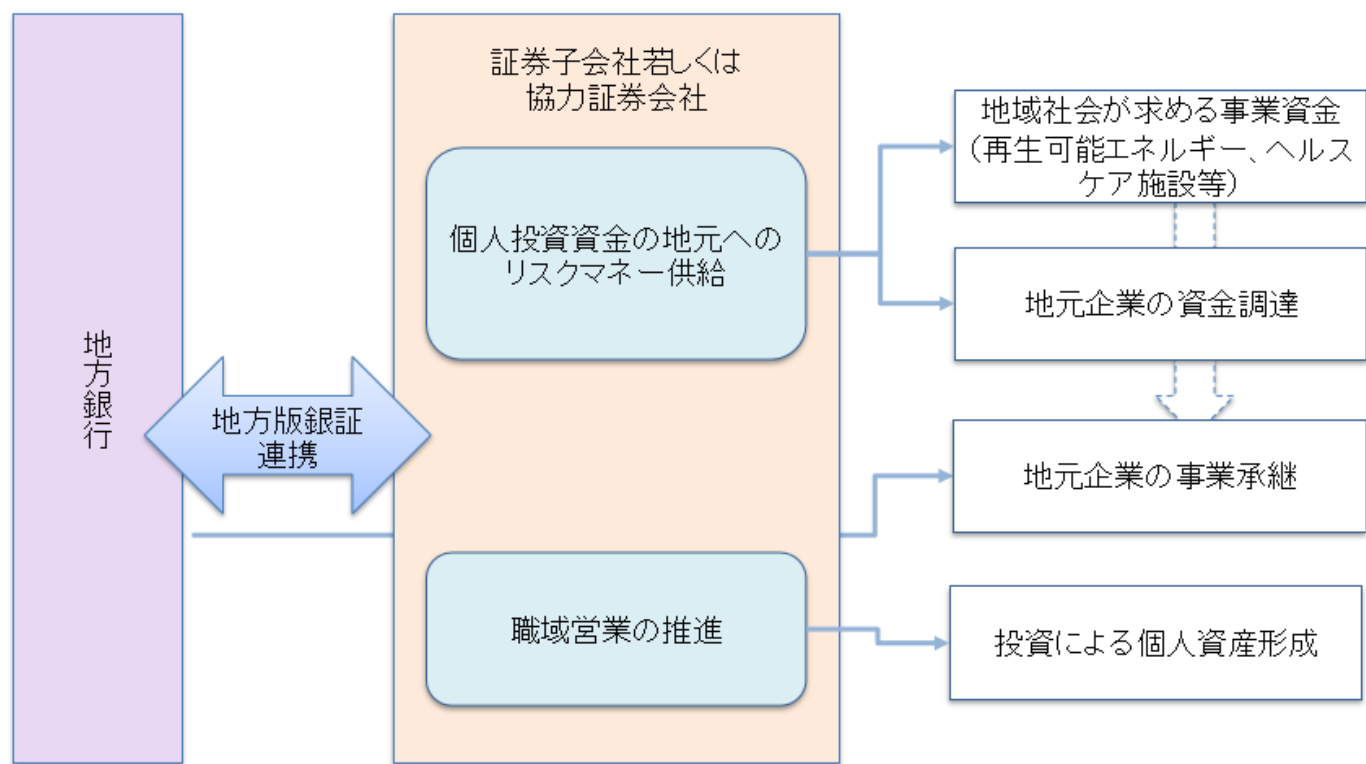 地方銀行
地方版銀証
連携
証券子会社若しくは
協力証券会社
個人投資資金の地元への
リスクマネー供給
職域営業の推進
地域社会が求める事業資金
（再生可能エネルギー、ヘルス
ケア施設等）
地元企業の資金調達
地元企業の事業承継
投資による個人資産形成